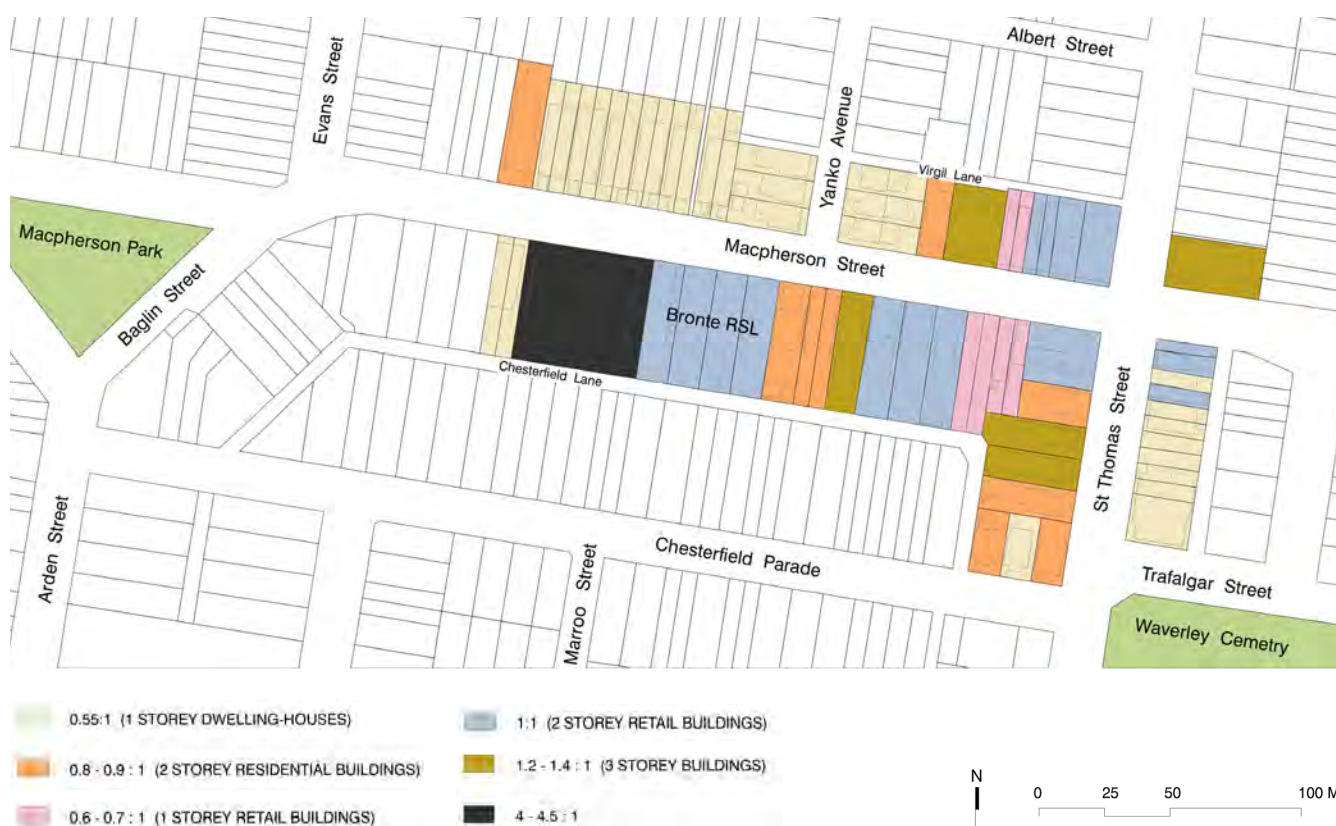 Albert Street
Evans Street
Yanko Avenue
Virgil Lane
Macpherson Park
Macpherson Street
Baglin Street
Bronte RSL
Chesterfield Lane
St Thomas Street
Arden Street
Marroo Street
Chesterfield Parade
Trafalgar Street
Waverley Cemetry
0.55:1 (1 STOREY DWELLING-HOUSES)
0.8 - 0.9 : 1 (2 STOREY RESIDENTIAL BUILDINGS)
0.6 - 0.7 : 1 (1 STOREY RETAIL BUILDINGS)
1:1 (2 STOREY RETAIL BUILDINGS)
1.2 - 1.4 : 1 (3 STOREY BUILDINGS)
4 - 4.5 : 1
N
0 25 50 100 M